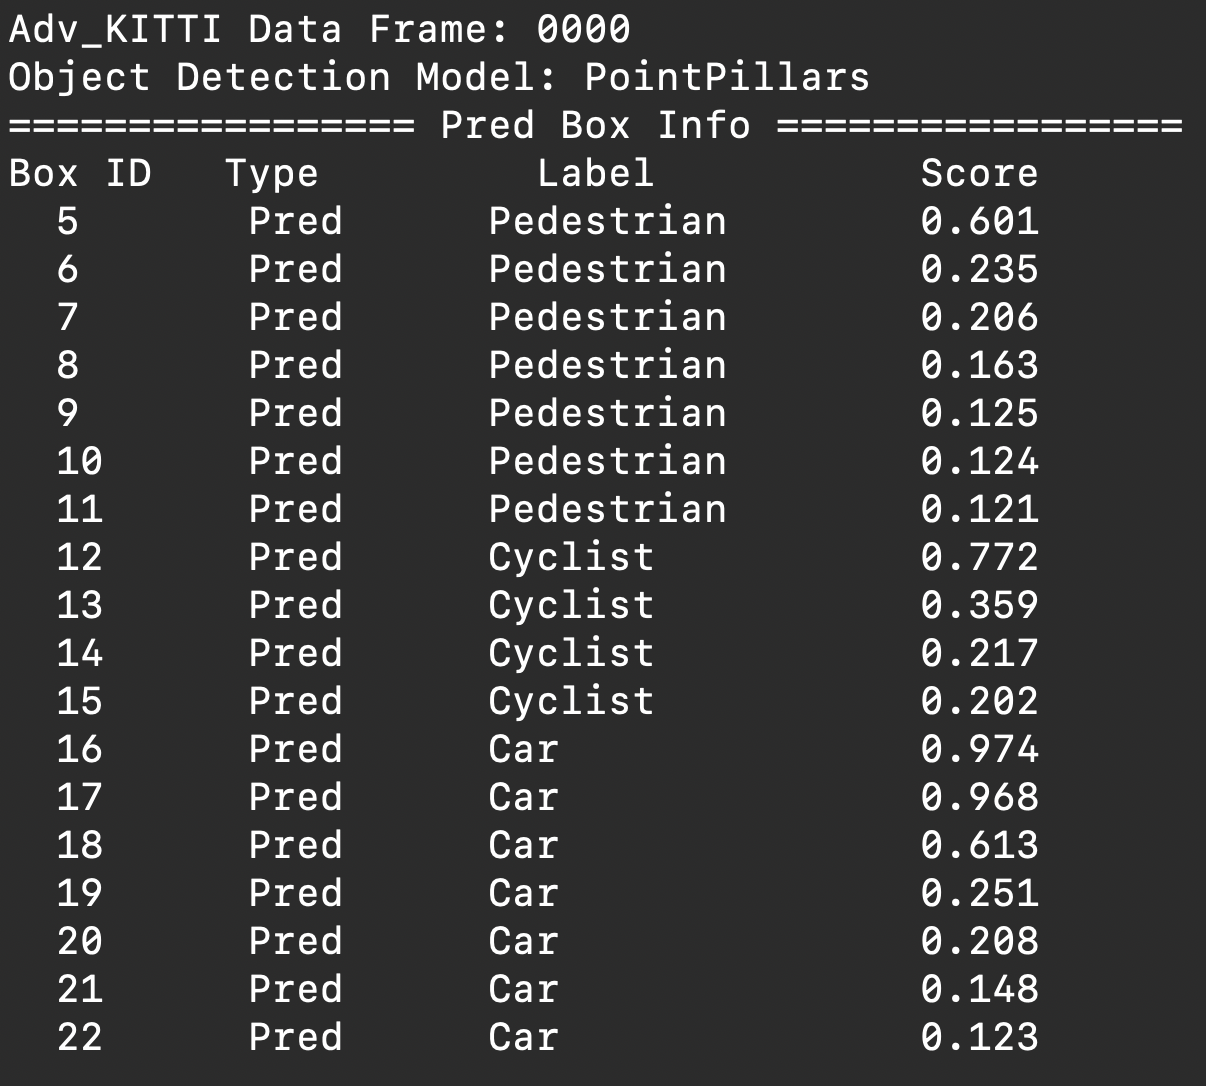 Adv_KITTI Data Frame: 0000
Object Detection Model: PointPillars
================= Pred Box Info =================
Box ID   Type         Label           Score
  5       Pred      Pedestrian        0.601
  6       Pred      Pedestrian        0.235
  7       Pred      Pedestrian        0.206
  8       Pred      Pedestrian        0.163
  9       Pred      Pedestrian        0.125
  10      Pred      Pedestrian        0.124
  11      Pred      Pedestrian        0.121
  12      Pred      Cyclist           0.772
  13      Pred      Cyclist           0.359
  14      Pred      Cyclist           0.217
  15      Pred      Cyclist           0.202
  16      Pred      Car               0.974
  17      Pred      Car               0.968
  18      Pred      Car               0.613
  19      Pred      Car               0.251
  20      Pred      Car               0.208
  21      Pred      Car               0.148
  22      Pred      Car               0.123